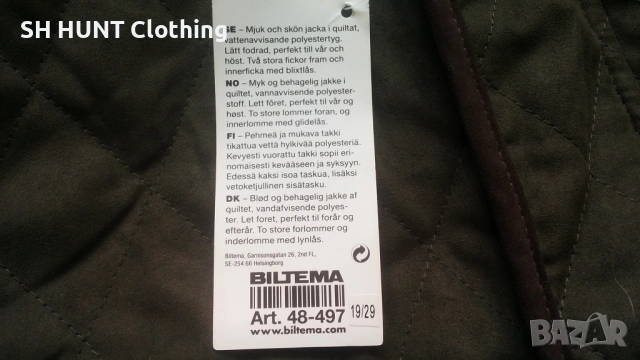 SH HUNT Clothing
SE – Mjuk och skön jacka i quiltat,
vattenavvisande polyestertyg.
Lätt fodrad, perfekt till vår och
höst. Två stora fickor fram och
innerficka med blixtlås.
NO – Myk og behagelig jakke i
quiltet, vannavvisende polyester-
stoff. Lett fôret, perfekt til vår og
høst. To store lommer foran, og
innerlomme med glidelås.
FI – Pehmeä ja mukava takki
tikattua vettä hylkivää polyesteriä.
Kevyesti vuorattu takki sopii eri-
nomaisesti kevääseen ja syksyyn.
Edessä kaksi isoa taskua, lisäksi
vetoketjullinen sisätasku.
DK – Blød og behagelig jakke af
quiltet, vandafvisende polyes-
ter. Let foret, perfekt til forår og
efterår. To store forlommer og
inderlomme med lynlås.
Biltema, Garnisonsgatan 26, 2nd FL,
SE-254 66 Helsingborg
BILTEMA
Art. 48-497
19/29
www.biltema.com
BAZAR